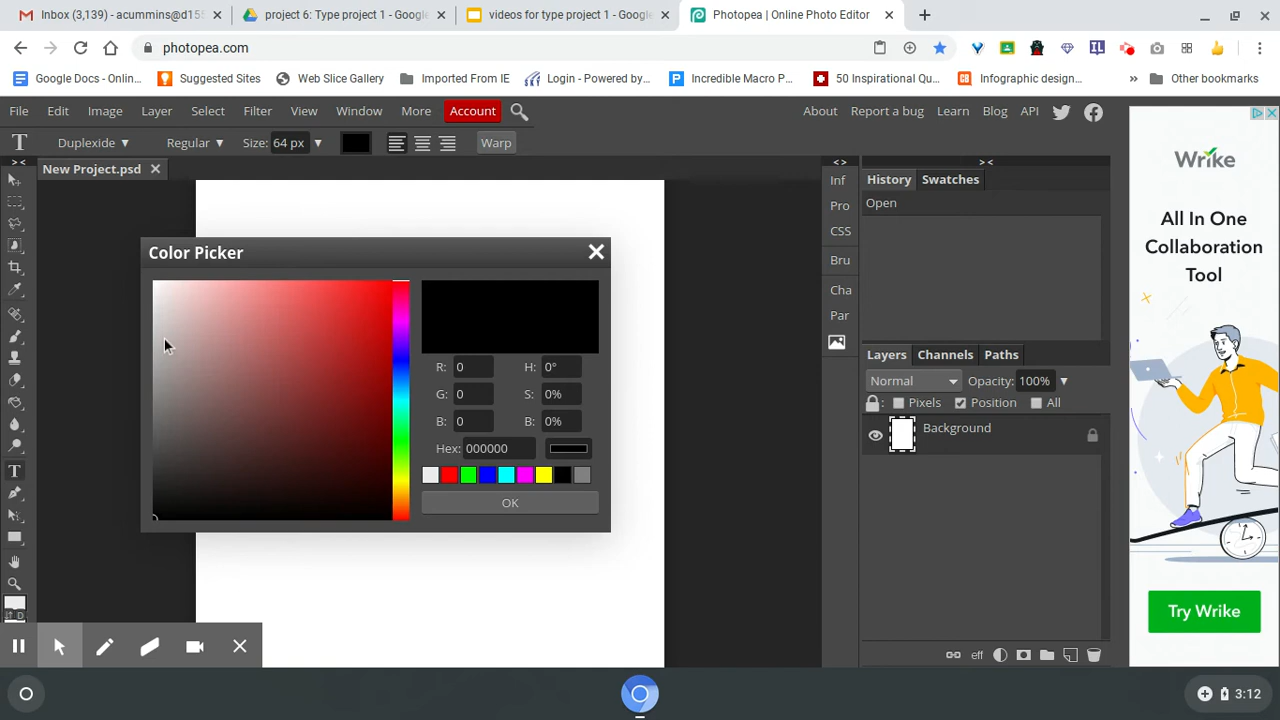 Inbox (3,139) - acummins@d155
project 6: Type project 1 - Google
videos for type project 1 - Google
Photopea | Online Photo Editor
photopea.com
Google Docs - Onlin...
Suggested Sites
Web Slice Gallery
Imported From IE
Login - Powered by...
Incredible Macro P...
50 Inspirational Qu...
Infographic design...
Other bookmarks
File Edit Image Layer Select Filter View Window More Account
About Report a bug Learn Blog API
Duplexide Regular Size: 64 px Warp
New Project.psd
Inf
Pro
CSS
Bru
Cha
Par
History Swatches
Open
Color Picker
R: 0 H: 0°
G: 0 S: 0%
B: 0 B: 0%
Hex: 000000
OK
Layers Channels Paths
Normal Opacity: 100%
Pixels Position All
Background
eff
Wrike
All In One
Collaboration
Tool
Try Wrike
3:12